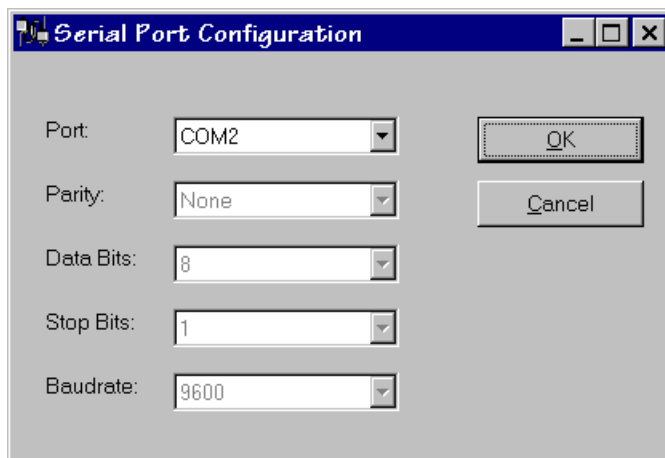 Serial Port Configuration
Port: COM2 OK
Parity: None Cancel
Data Bits: 8
Stop Bits: 1
Baudrate: 9600